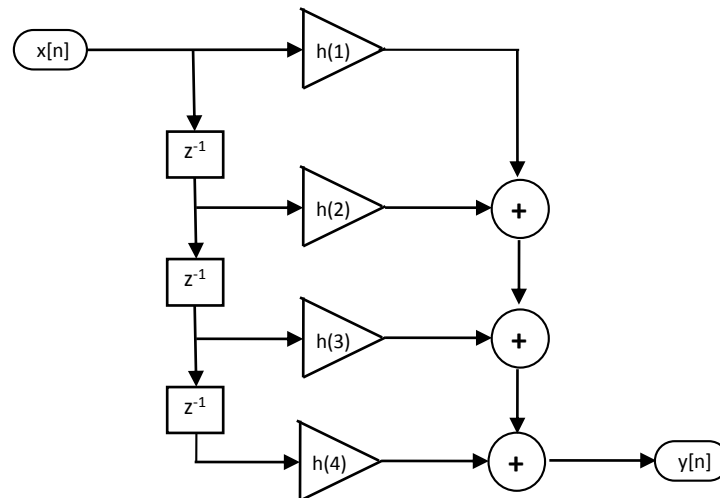 x[n]
h(1)
z⁻¹
h(2)
+
z⁻¹
h(3)
+
z⁻¹
h(4)
+
y[n]